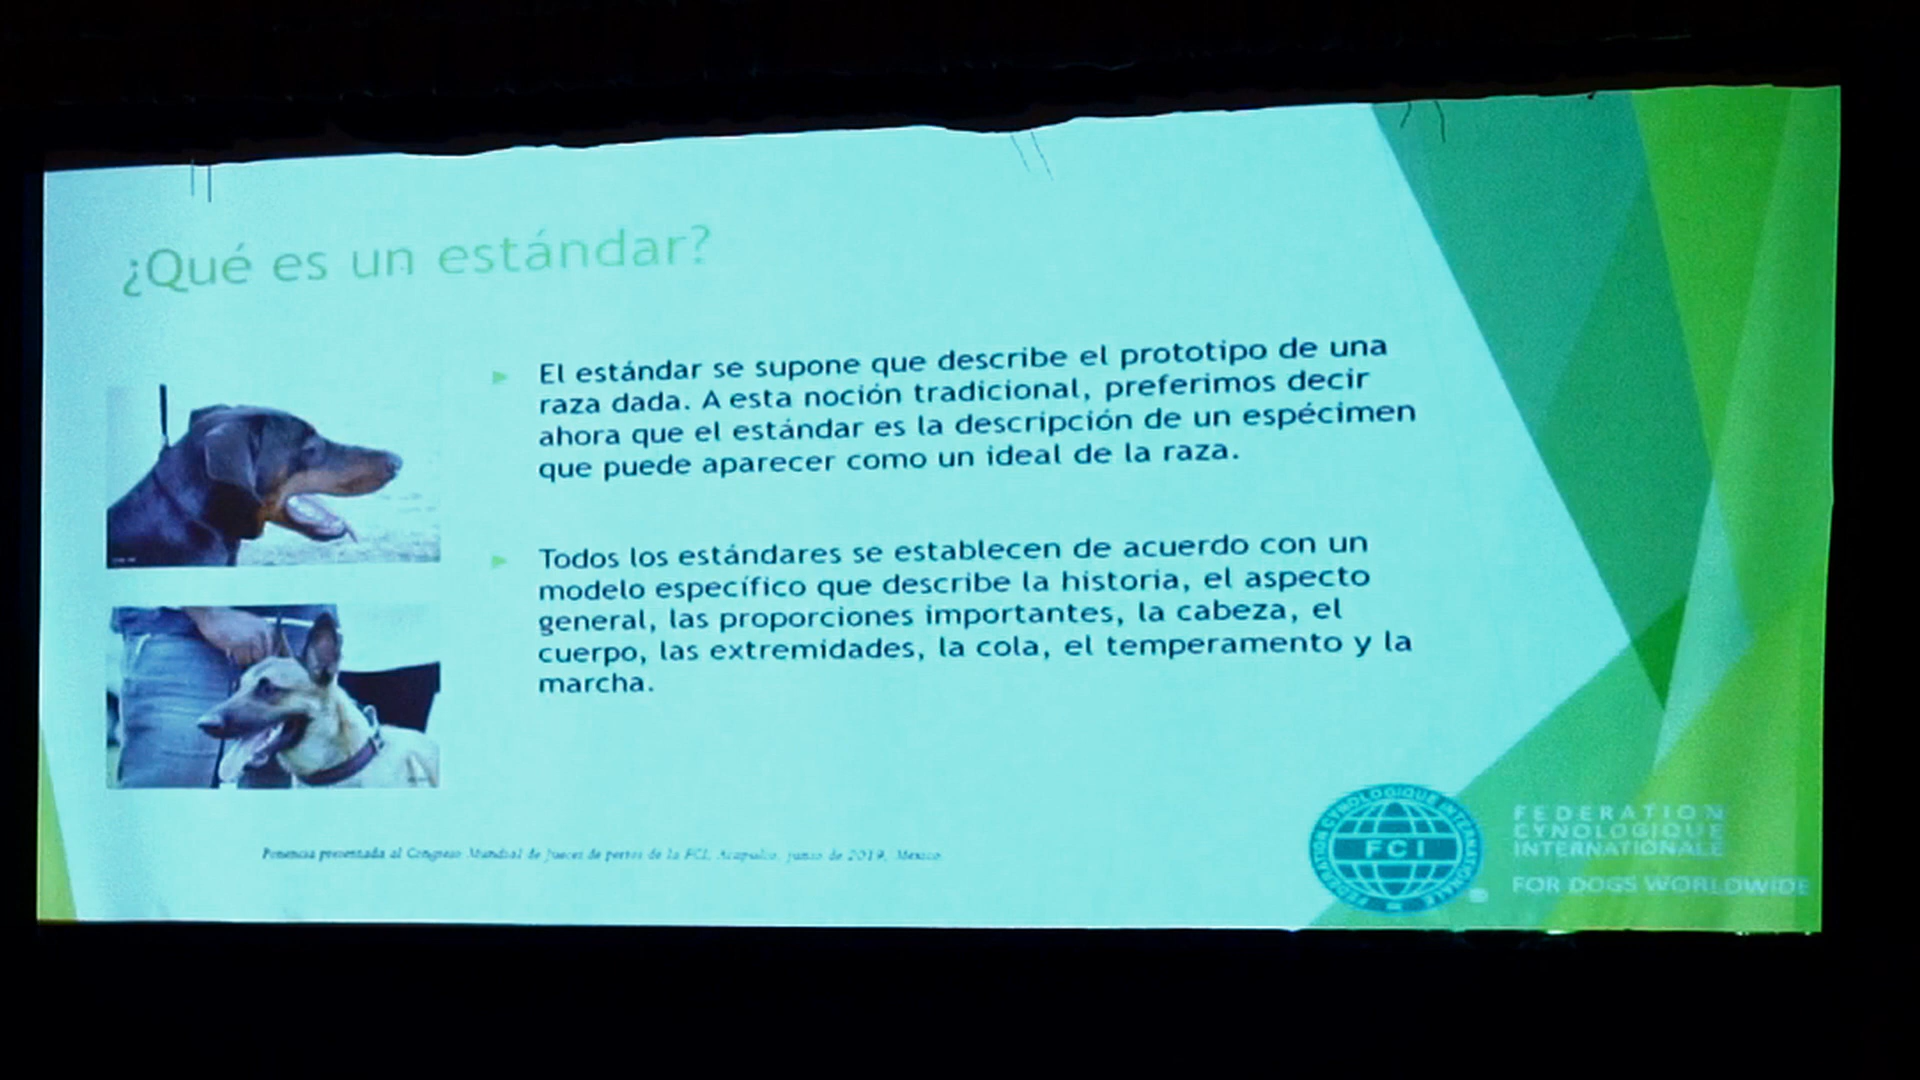 ¿Qué es un estándar?
El estándar se supone que describe el prototipo de una
raza dada. A esta noción tradicional, preferimos decir
ahora que el estándar es la descripción de un espécimen
que puede aparecer como un ideal de la raza.
Todos los estándares se establecen de acuerdo con un
modelo específico que describe la historia, el aspecto
general, las proporciones importantes, la cabeza, el
cuerpo, las extremidades, la cola, el temperamento y la
marcha.
Ponencia presentada al Congreso Mundial de Jueces de perros de la FCI, Acapulco, junio de 2019, Mexico
FEDERATION CYNOLOGIQUE INTERNATIONALE
FCI
FEDERATION
CYNOLOGIQUE
INTERNATIONALE
FOR DOGS WORLDWIDE